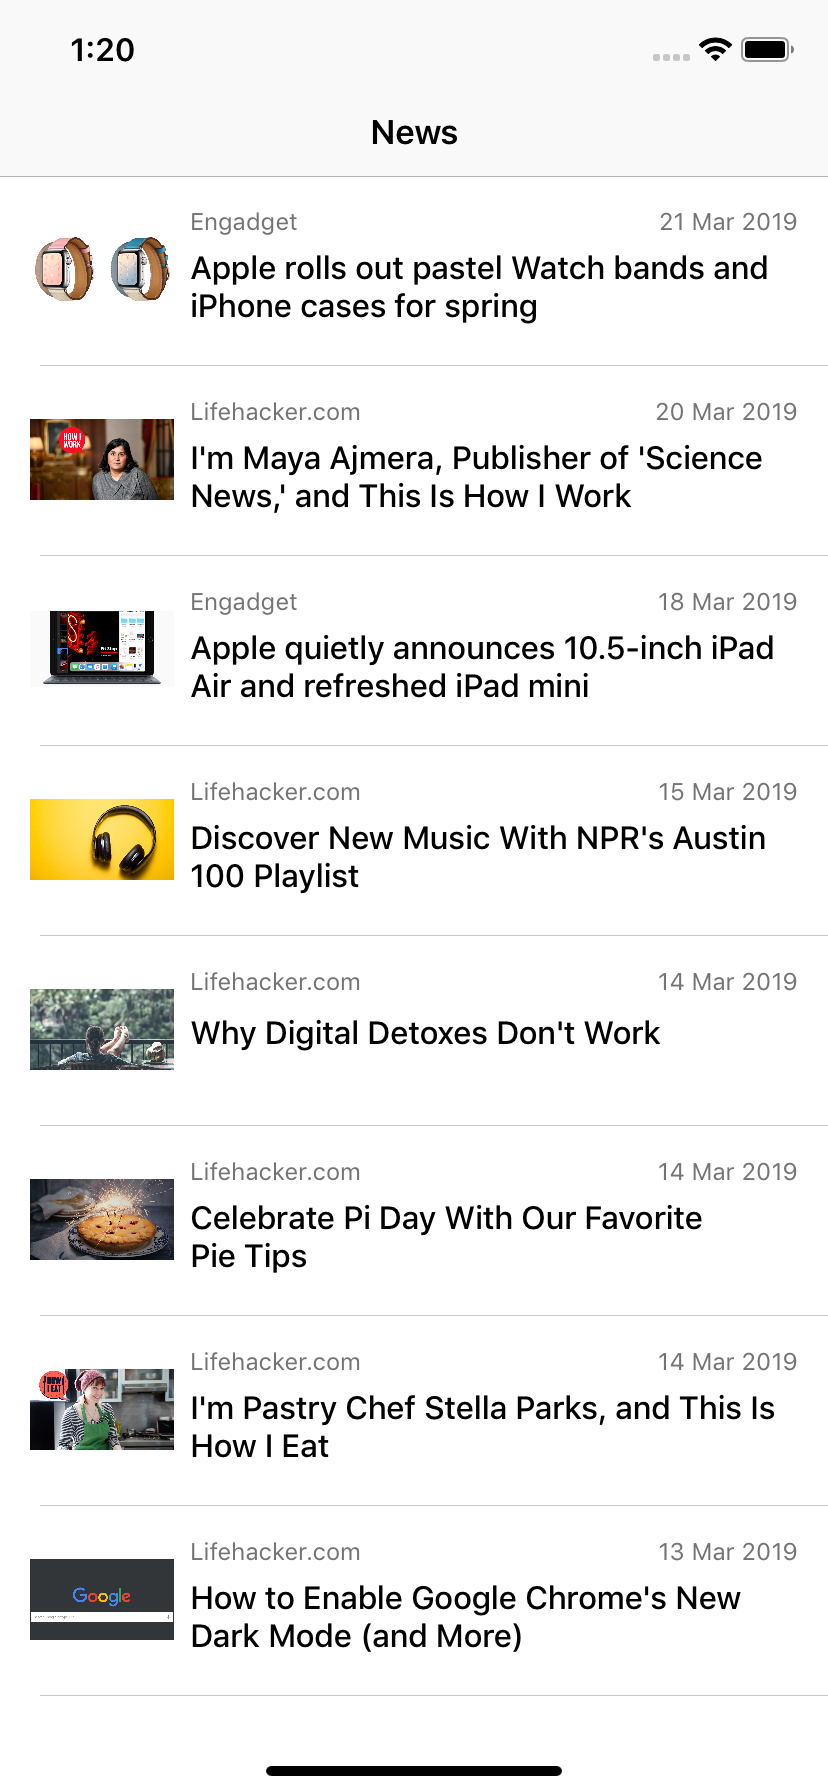 1:20
News
Engadget
21 Mar 2019
Apple rolls out pastel Watch bands and
iPhone cases for spring
Lifehacker.com
20 Mar 2019
HOW I
WORK
I'm Maya Ajmera, Publisher of 'Science
News,' and This Is How I Work
Engadget
18 Mar 2019
Apple quietly announces 10.5-inch iPad
Air and refreshed iPad mini
Lifehacker.com
15 Mar 2019
Discover New Music With NPR's Austin
100 Playlist
Lifehacker.com
14 Mar 2019
Why Digital Detoxes Don't Work
Lifehacker.com
14 Mar 2019
Celebrate Pi Day With Our Favorite
Pie Tips
Lifehacker.com
14 Mar 2019
HOW
I EAT
I'm Pastry Chef Stella Parks, and This Is
How I Eat
Lifehacker.com
13 Mar 2019
Google
How to Enable Google Chrome's New
Dark Mode (and More)